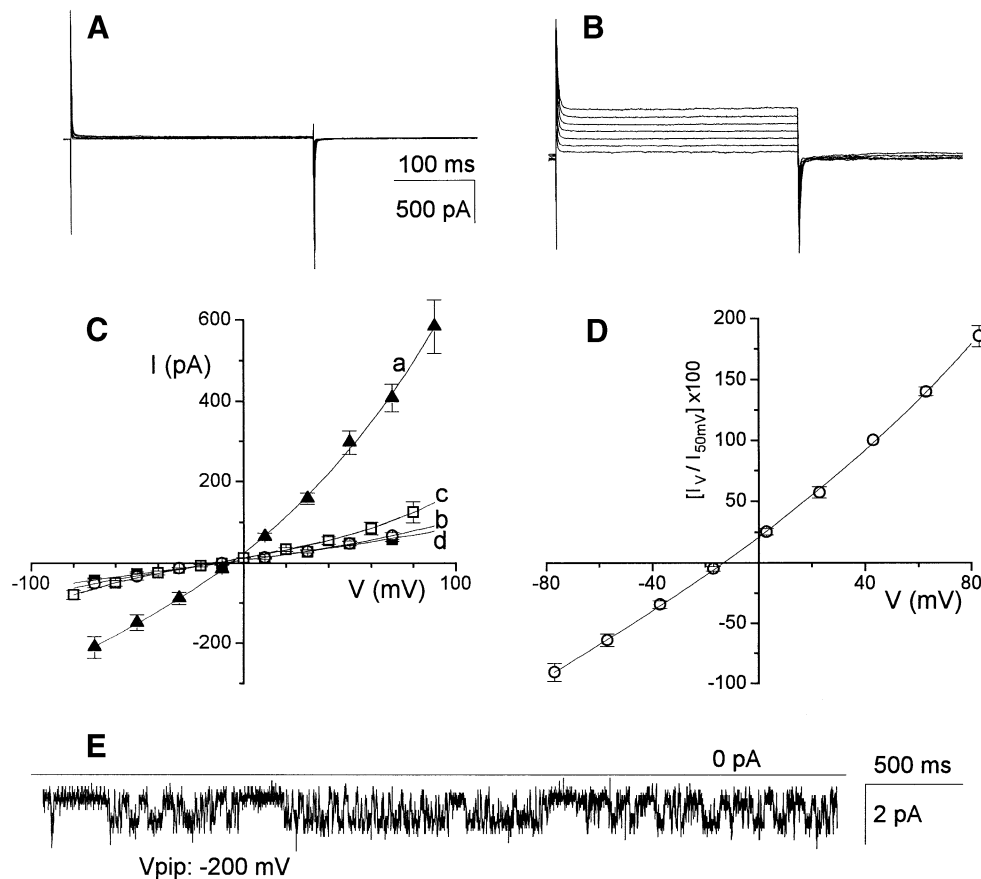 A
B
100 ms
500 pA
C
I (pA)
600
400
200
-200
-100
100
V (mV)
a
c
b
d
D
[I_V / I_50mV] x100
200
150
100
50
-50
-100
-80
-40
40
80
V (mV)
E
0 pA
500 ms
2 pA
Vpip: -200 mV